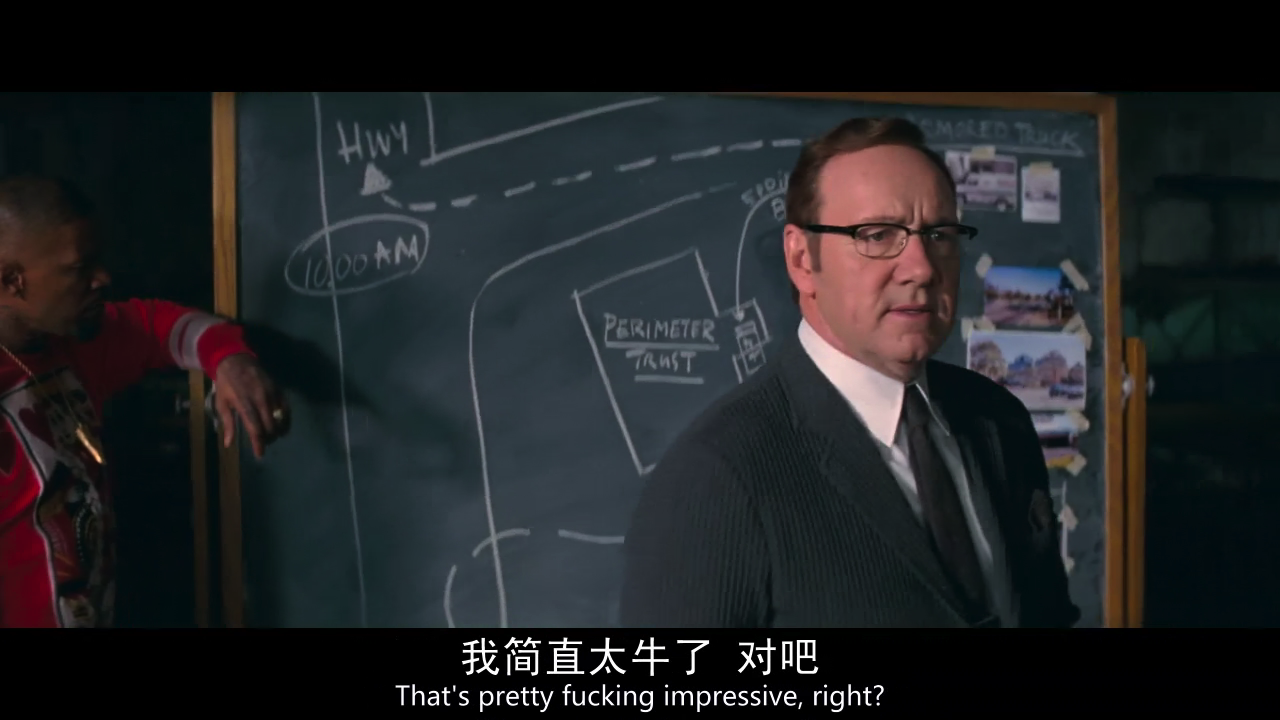 HWY
10:00 AM
ARMORED TRUCK
PERIMETER
TRUST
我简直太牛了 对吧
That's pretty fucking impressive, right?